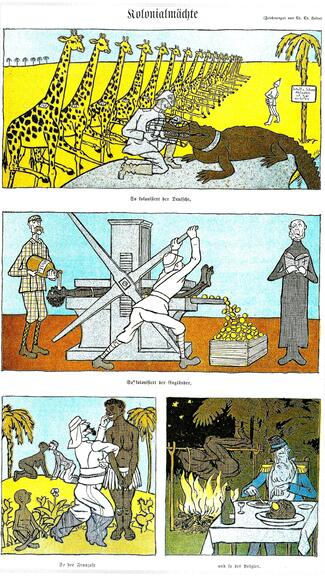 Kolonialmächte
(Zeichnungen von Th. Th. Heine)
So kolonisiert der Deutsche,
So kolonisiert der Engländer,
So der Franzose
und so der Belgier.